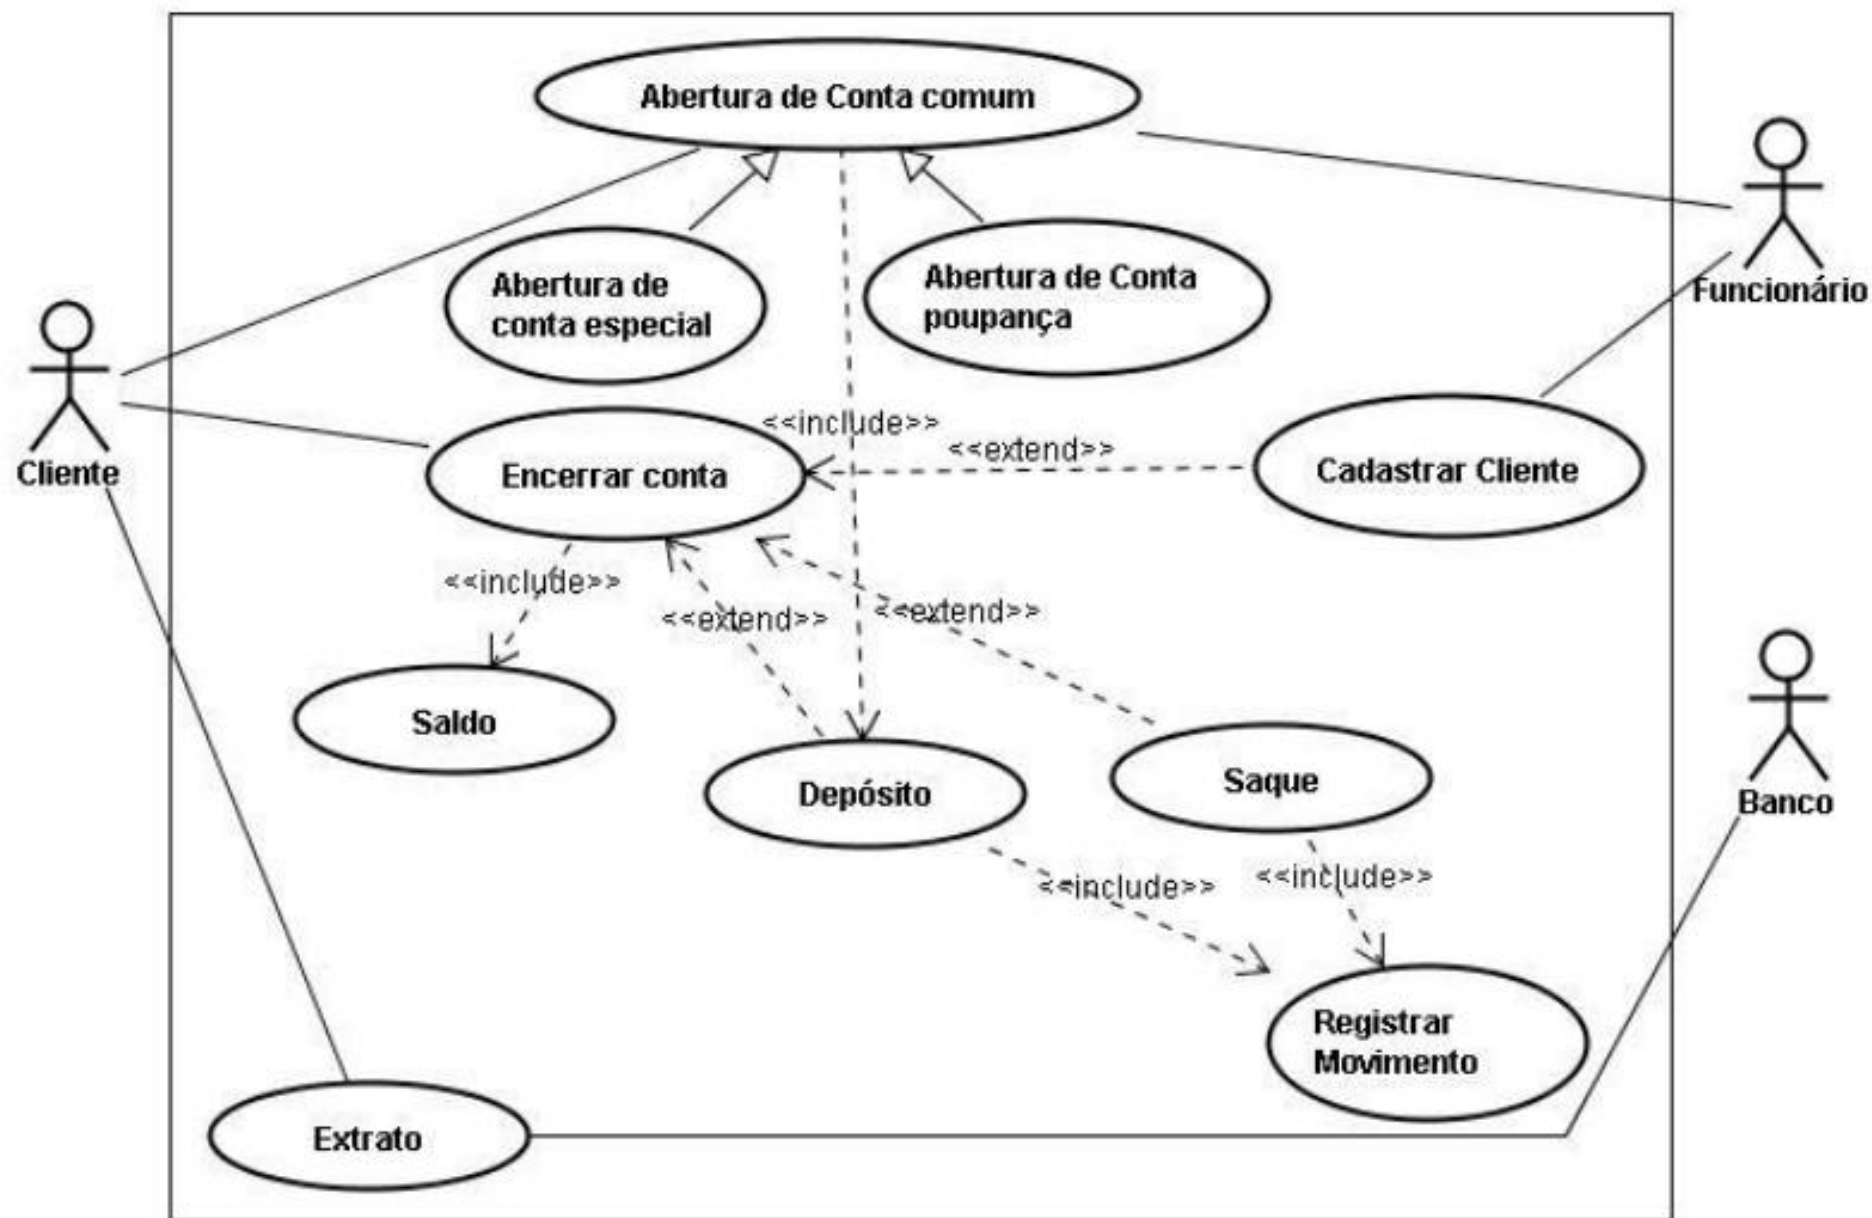 Abertura de Conta comum
Abertura de
conta especial
Abertura de Conta
poupança
Funcionário
<<include>>
<<extend>>
Cliente
Encerrar conta
Cadastrar Cliente
<<include>>
<<extend>>
<<extend>>
Saldo
Depósito
Saque
Banco
<<include>>
<<include>>
Registrar
Movimento
Extrato